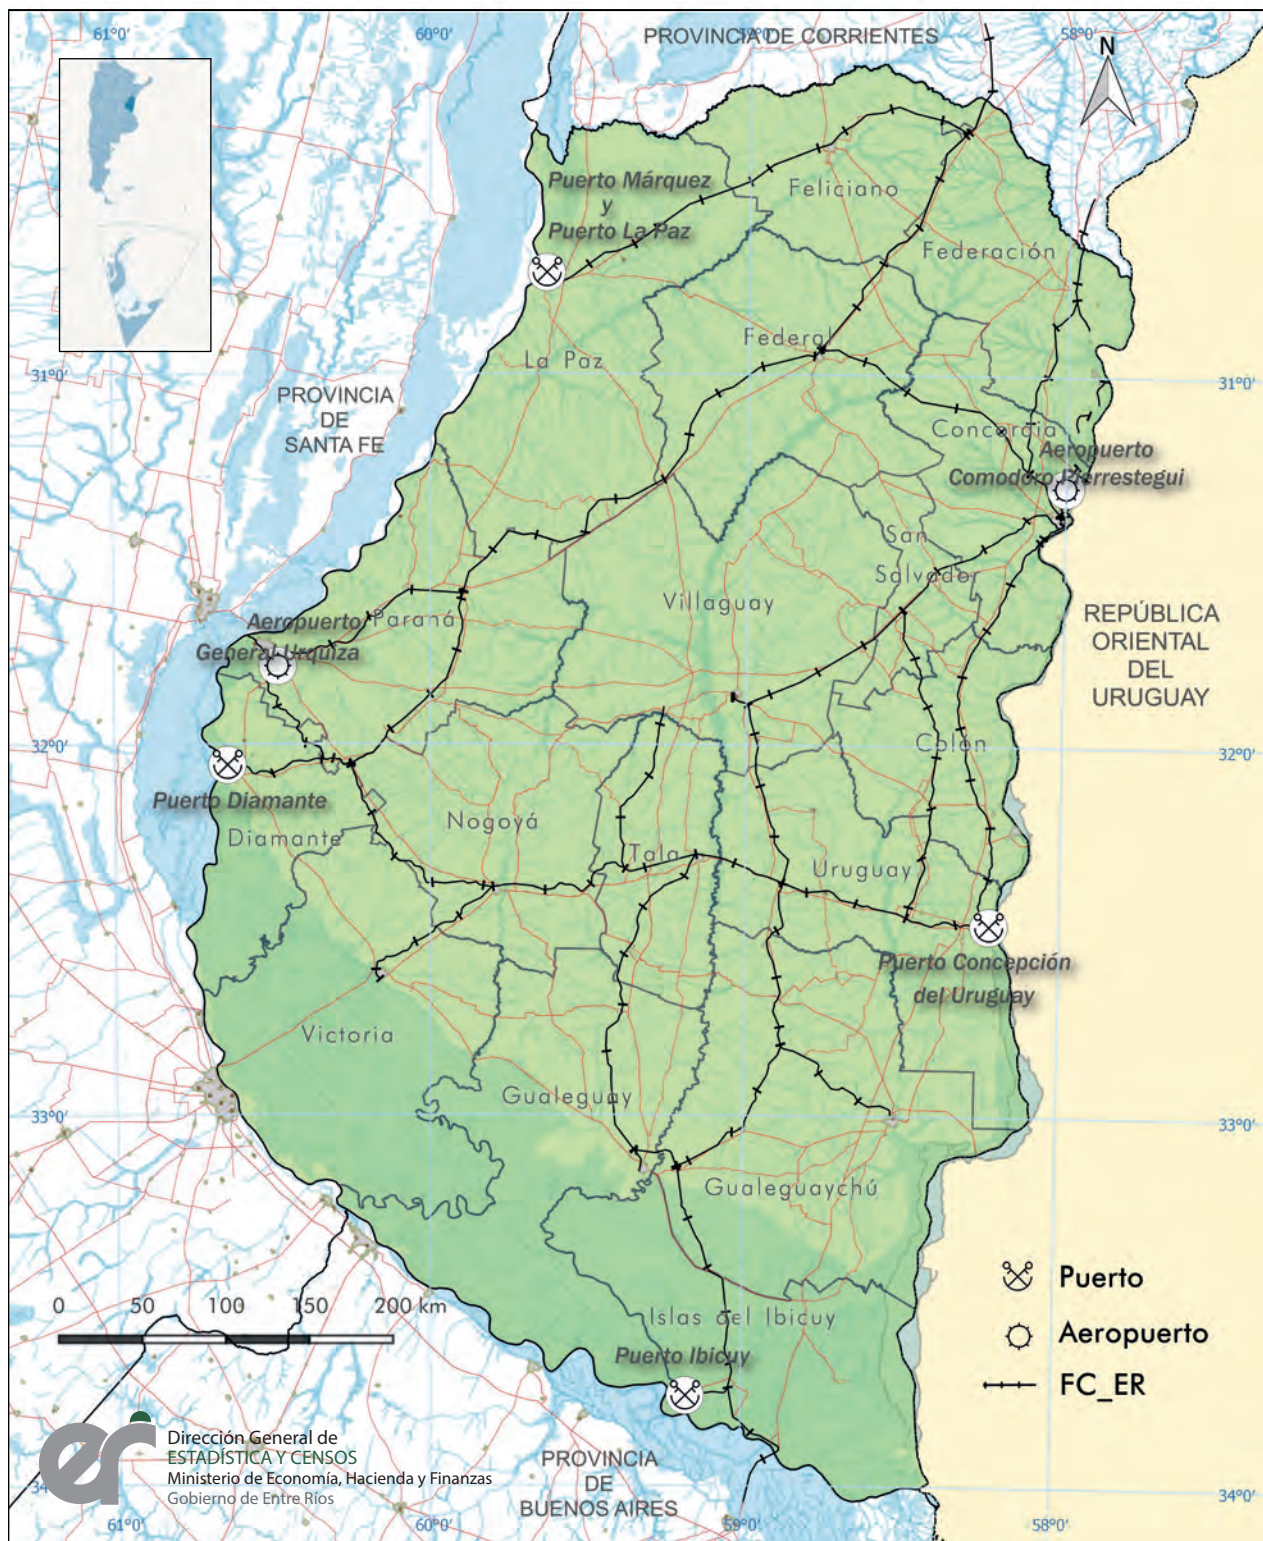 61°0'
60°0'
59°0'
58°0'
PROVINCIA DE CORRIENTES
N
Puerto Márquez
y
Puerto La Paz
Feliciano
Federación
Federal
La Paz
31°0'
31°0'
PROVINCIA
DE
SANTA FE
Concordia
Aeropuerto
Comodoro Pierrestegui
San
Salvador
Villaguay
Paraná
Aeropuerto
General Urquiza
REPÚBLICA
ORIENTAL
DEL
URUGUAY
32°0'
32°0'
Colón
Puerto Diamante
Diamante
Nogoyá
Tala
Uruguay
Puerto Concepción
del Uruguay
Victoria
Gualeguay
33°0'
33°0'
Gualeguaychú
Puerto
0 50 100 150 200 km
Islas del Ibicuy
Aeropuerto
Puerto Ibicuy
FC_ER
er
Dirección General de
ESTADÍSTICA Y CENSOS
Ministerio de Economía, Hacienda y Finanzas
Gobierno de Entre Ríos
PROVINCIA
DE
BUENOS AIRES
34°0'
61°0'
60°0'
59°0'
58°0'